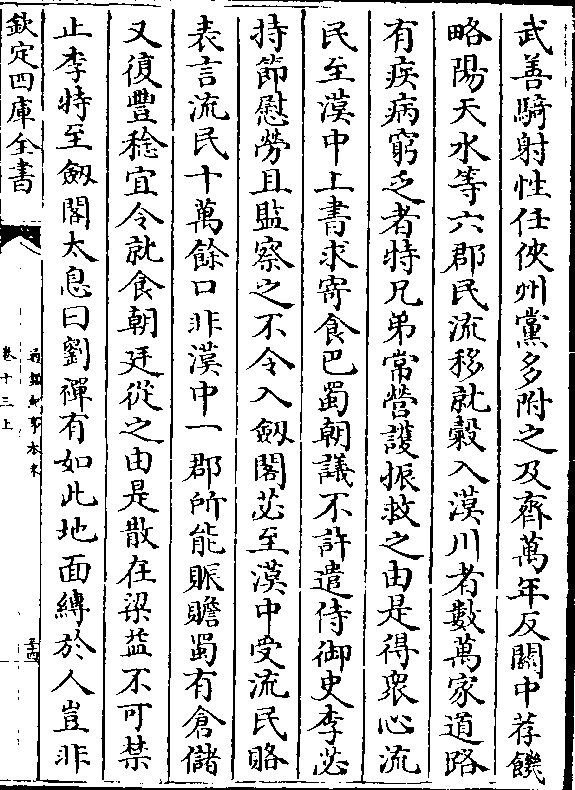 武善騎射性任俠州黨多附之及齊萬年反關中荐饑
略陽天水等六郡民流移就穀入漢川者數萬家道路
有疾病窮乏者特兄弟常營護振救之由是得衆心流
民至漢中上書求寄食巴蜀朝議不許遣侍御史李苾
持節慰勞且監察之不令入劔閣苾至漢中受流民賂
表言流民十萬餘口非漢中一郡所能賑贍蜀有倉儲
又復豐稔宜令就食朝廷從之由是散在梁益不可禁
止李特至劔閣太息曰劉禪有如此地面縛於人豈非
欽定四庫全書
通鑑紀事本末
卷十三上